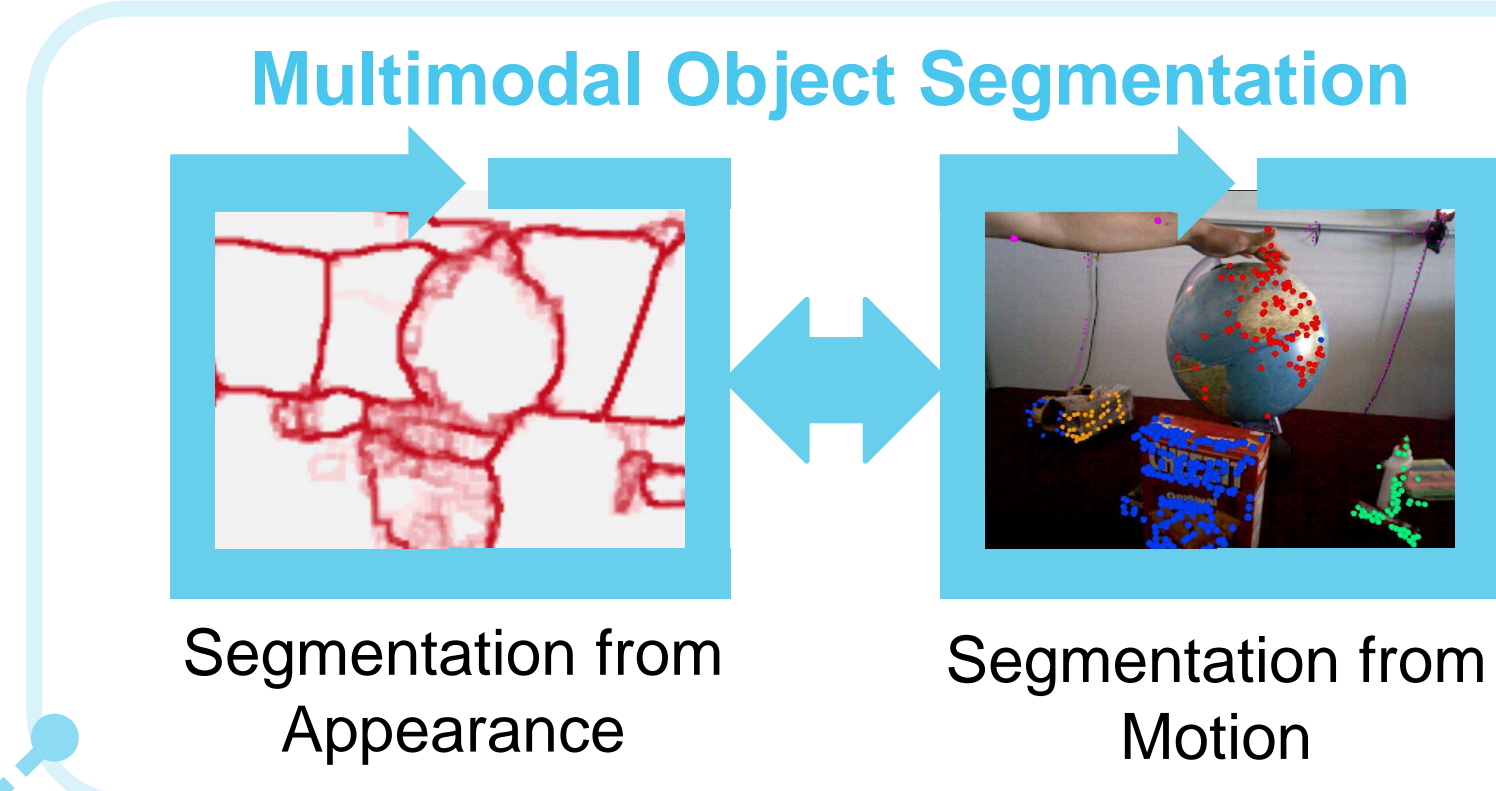 Multimodal Object Segmentation
Segmentation from
Appearance
Segmentation from
Motion